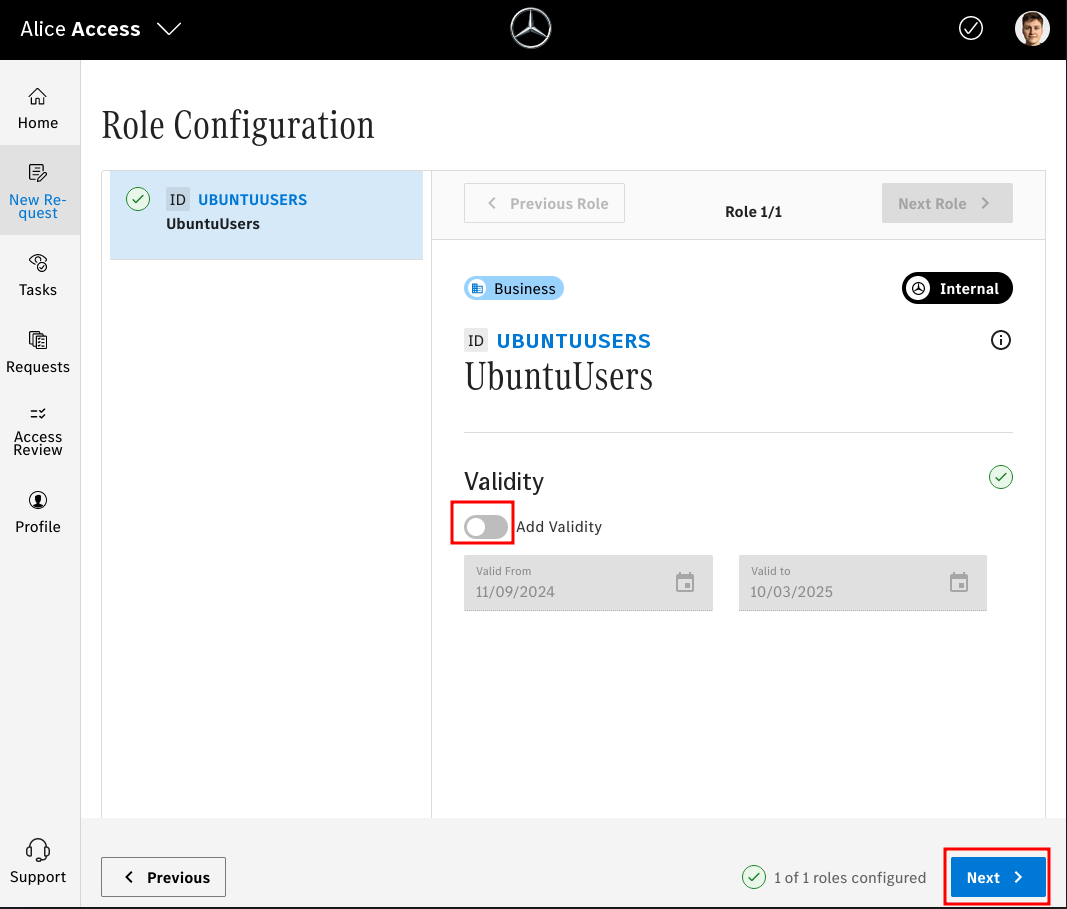 Alice Access
Home
New Re-
quest
Tasks
Requests
Access
Review
Profile
Support
Role Configuration
ID UBUNTUUSERS
UbuntuUsers
Previous Role
Role 1/1
Next Role
Business
Internal
ID UBUNTUUSERS
UbuntuUsers
Validity
Add Validity
Valid From
11/09/2024
Valid to
10/03/2025
Previous
1 of 1 roles configured
Next